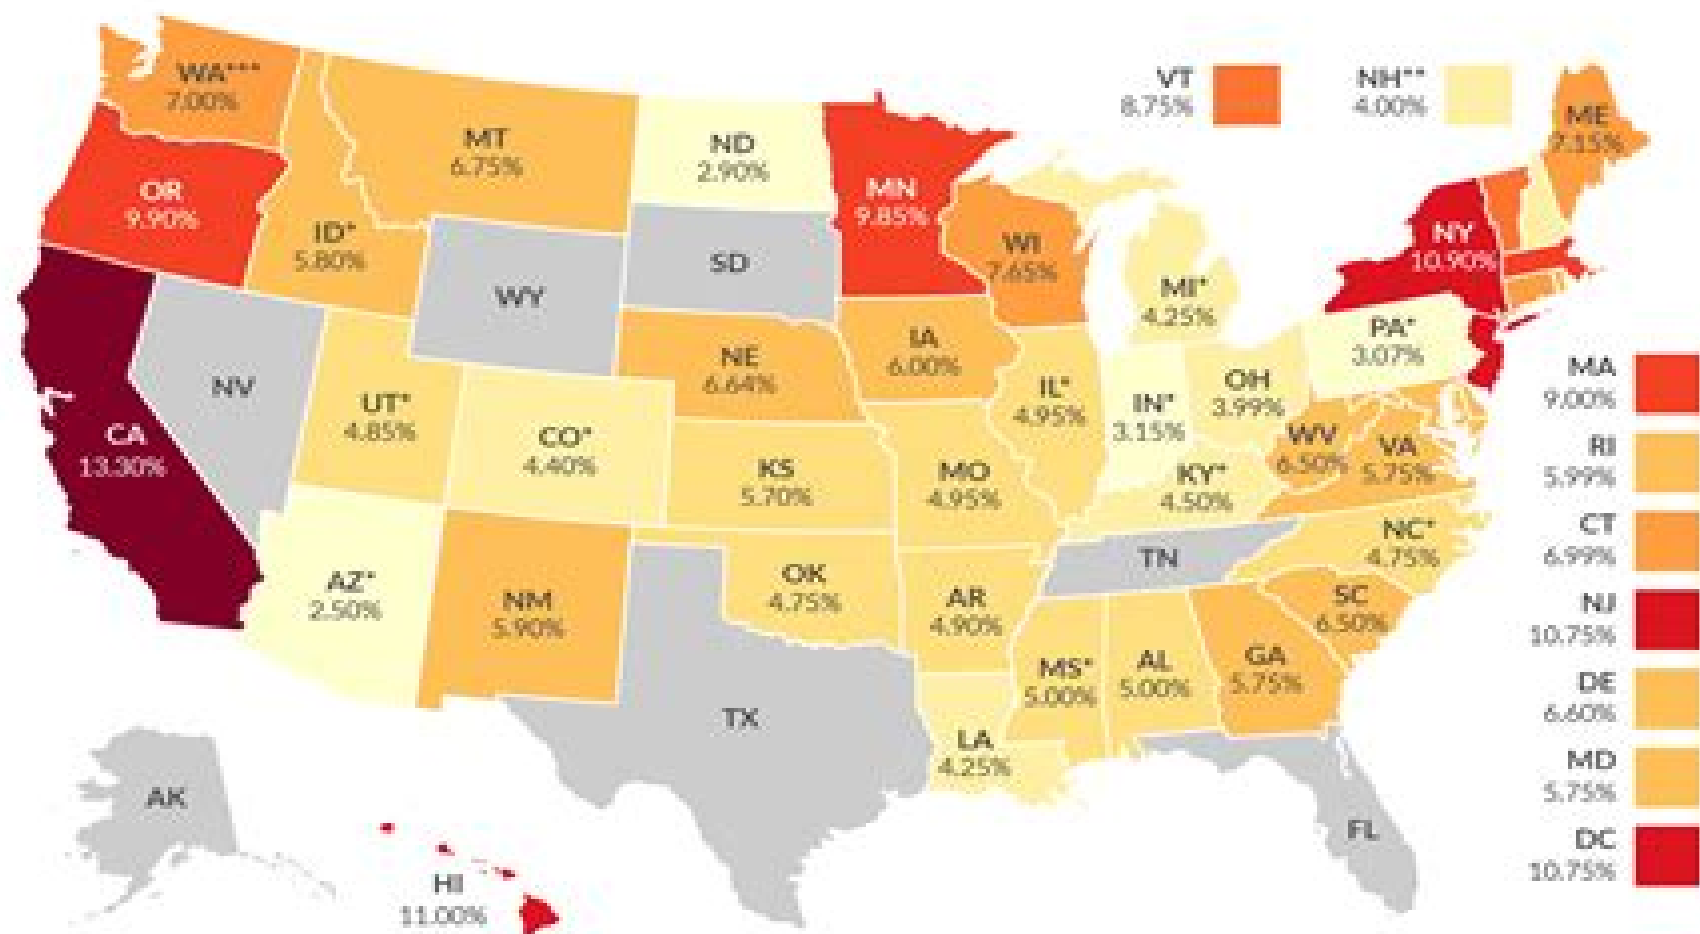 WA***
7.00%
VT
8.75%
NH**
4.00%
ME
7.15%
MT
6.75%
ND
2.90%
OR
9.90%
MN
9.85%
ID*
5.80%
WI
7.65%
NY
10.90%
SD
WY
MI*
4.25%
PA*
3.07%
NV
NE
6.64%
IA
6.00%
MA
9.00%
UT*
4.85%
CO*
4.40%
IL*
4.95%
IN*
3.15%
OH
3.99%
CA
13.30%
KS
5.70%
MO
4.95%
KY*
4.50%
WV
6.50%
VA
5.75%
RI
5.99%
AZ*
2.50%
NM
5.90%
OK
4.75%
AR
4.90%
TN
NC*
4.75%
CT
6.99%
SC
6.50%
NJ
10.75%
MS*
5.00%
AL
5.00%
GA
5.75%
DE
6.60%
TX
LA
4.25%
MD
5.75%
AK
FL
DC
10.75%
HI
11.00%